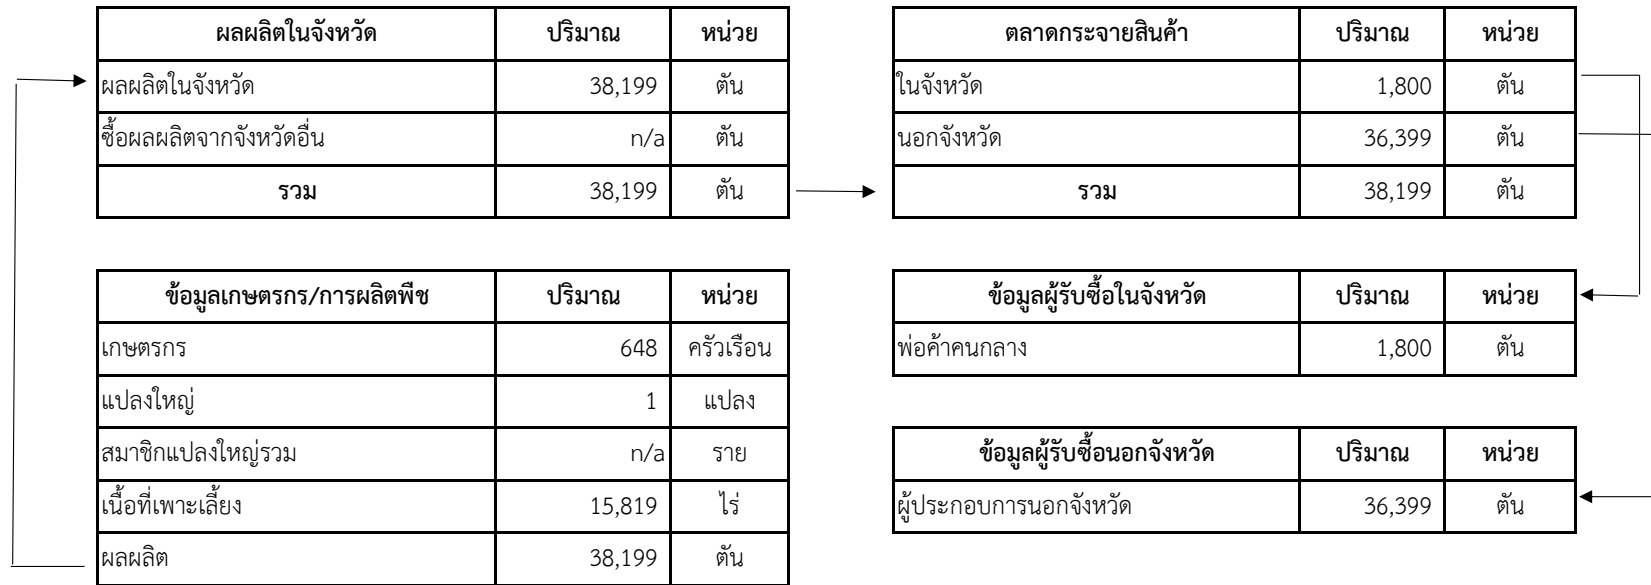 ผลผลิตในจังหวัด ปริมาณ หน่วย
ผลผลิตในจังหวัด 38,199 ตัน
ซื้อผลผลิตจากจังหวัดอื่น n/a ตัน
รวม 38,199 ตัน
ตลาดกระจายสินค้า ปริมาณ หน่วย
ในจังหวัด 1,800 ตัน
นอกจังหวัด 36,399 ตัน
รวม 38,199 ตัน
ข้อมูลเกษตรกร/การผลิตพืช ปริมาณ หน่วย
เกษตรกร 648 ครัวเรือน
แปลงใหญ่ 1 แปลง
สมาชิกแปลงใหญ่รวม n/a ราย
เนื้อที่เพาะเลี้ยง 15,819 ไร่
ผลผลิต 38,199 ตัน
ข้อมูลผู้รับซื้อในจังหวัด ปริมาณ หน่วย
พ่อค้าคนกลาง 1,800 ตัน
ข้อมูลผู้รับซื้อนอกจังหวัด ปริมาณ หน่วย
ผู้ประกอบการนอกจังหวัด 36,399 ตัน